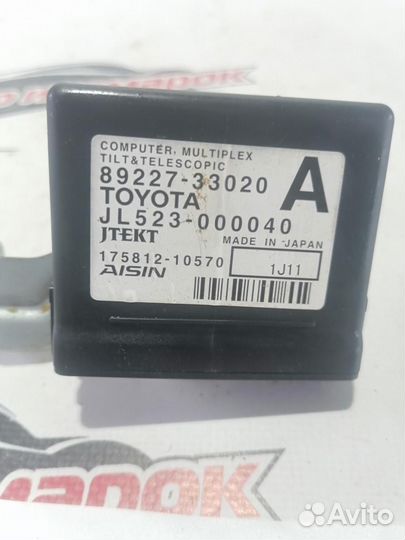 COMPUTER, MULTIPLEX
TILT&TELESCOPIC
89227-33020
A
TOYOTA
JL523-000040
JTEKT
MADE IN JAPAN
175812-10570
1J11
AISIN
Avito